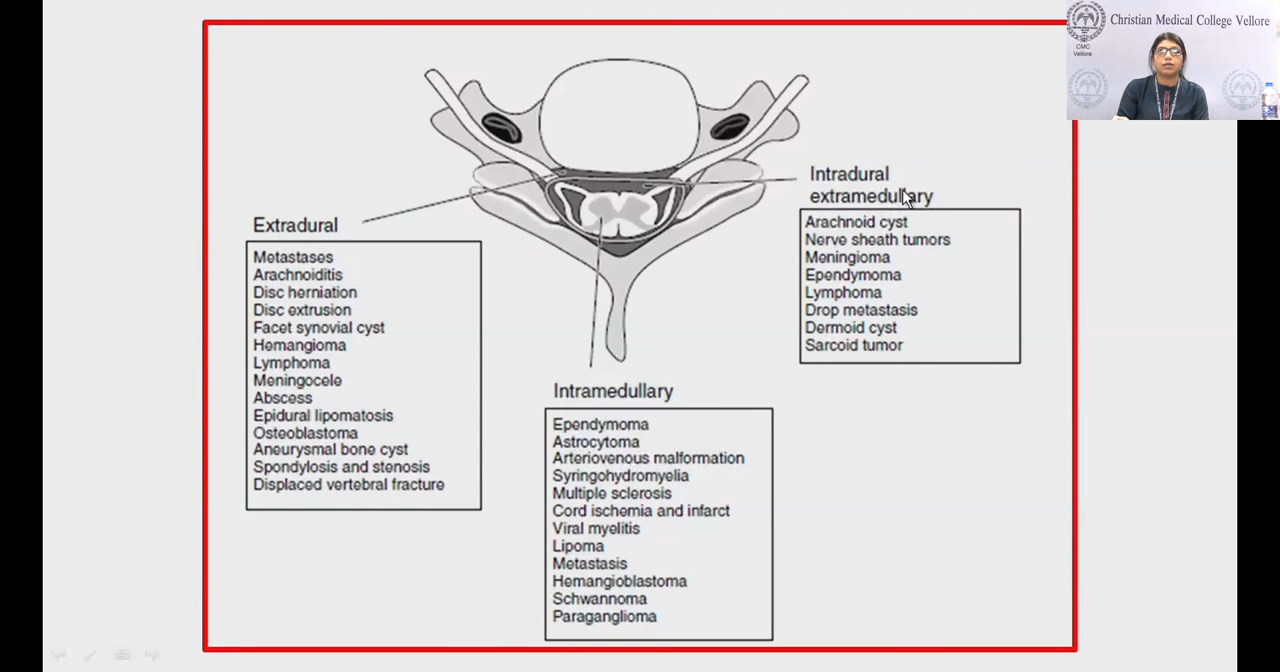 Christian Medical College Vellore
CMC
Vellore
Intradural
extramedullary
Arachnoid cyst
Nerve sheath tumors
Meningioma
Ependymoma
Lymphoma
Drop metastasis
Dermoid cyst
Sarcoid tumor
Extradural
Metastases
Arachnoiditis
Disc herniation
Disc extrusion
Facet synovial cyst
Hemangioma
Lymphoma
Meningocele
Abscess
Epidural lipomatosis
Osteoblastoma
Aneurysmal bone cyst
Spondylosis and stenosis
Displaced vertebral fracture
Intramedullary
Ependymoma
Astrocytoma
Arteriovenous malformation
Syringohydromyelia
Multiple sclerosis
Cord ischemia and infarct
Viral myelitis
Lipoma
Metastasis
Hemangioblastoma
Schwannoma
Paraganglioma